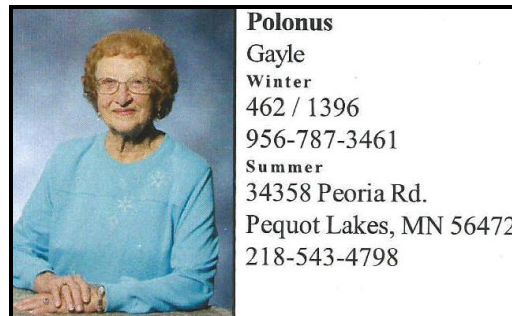 Polonus
Gayle
Winter
462 / 1396
956-787-3461
Summer
34358 Peoria Rd.
Pequot Lakes, MN 56472
218-543-4798